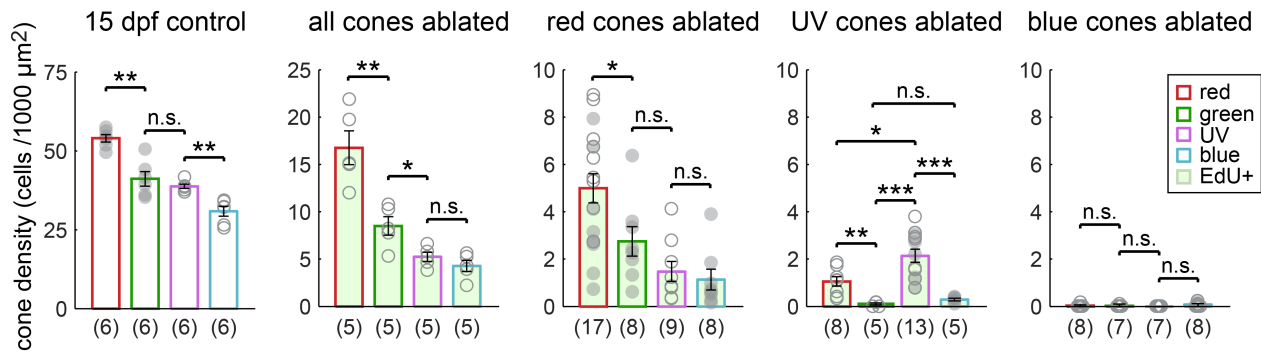 15 dpf control
all cones ablated
red cones ablated
UV cones ablated
blue cones ablated
cone density (cells /1000 µm²)
75
50
25
0
**
n.s.
**
(6) (6) (6) (6)
25
20
15
10
5
0
**
*
n.s.
(5) (5) (5) (5)
10
8
6
4
2
0
*
n.s.
n.s.
(17) (8) (9) (8)
10
8
6
4
2
0
n.s.
*
***
***
**
(8) (5) (13) (5)
10
8
6
4
2
0
n.s.
n.s.
n.s.
(8) (7) (7) (8)
red
green
UV
blue
EdU+